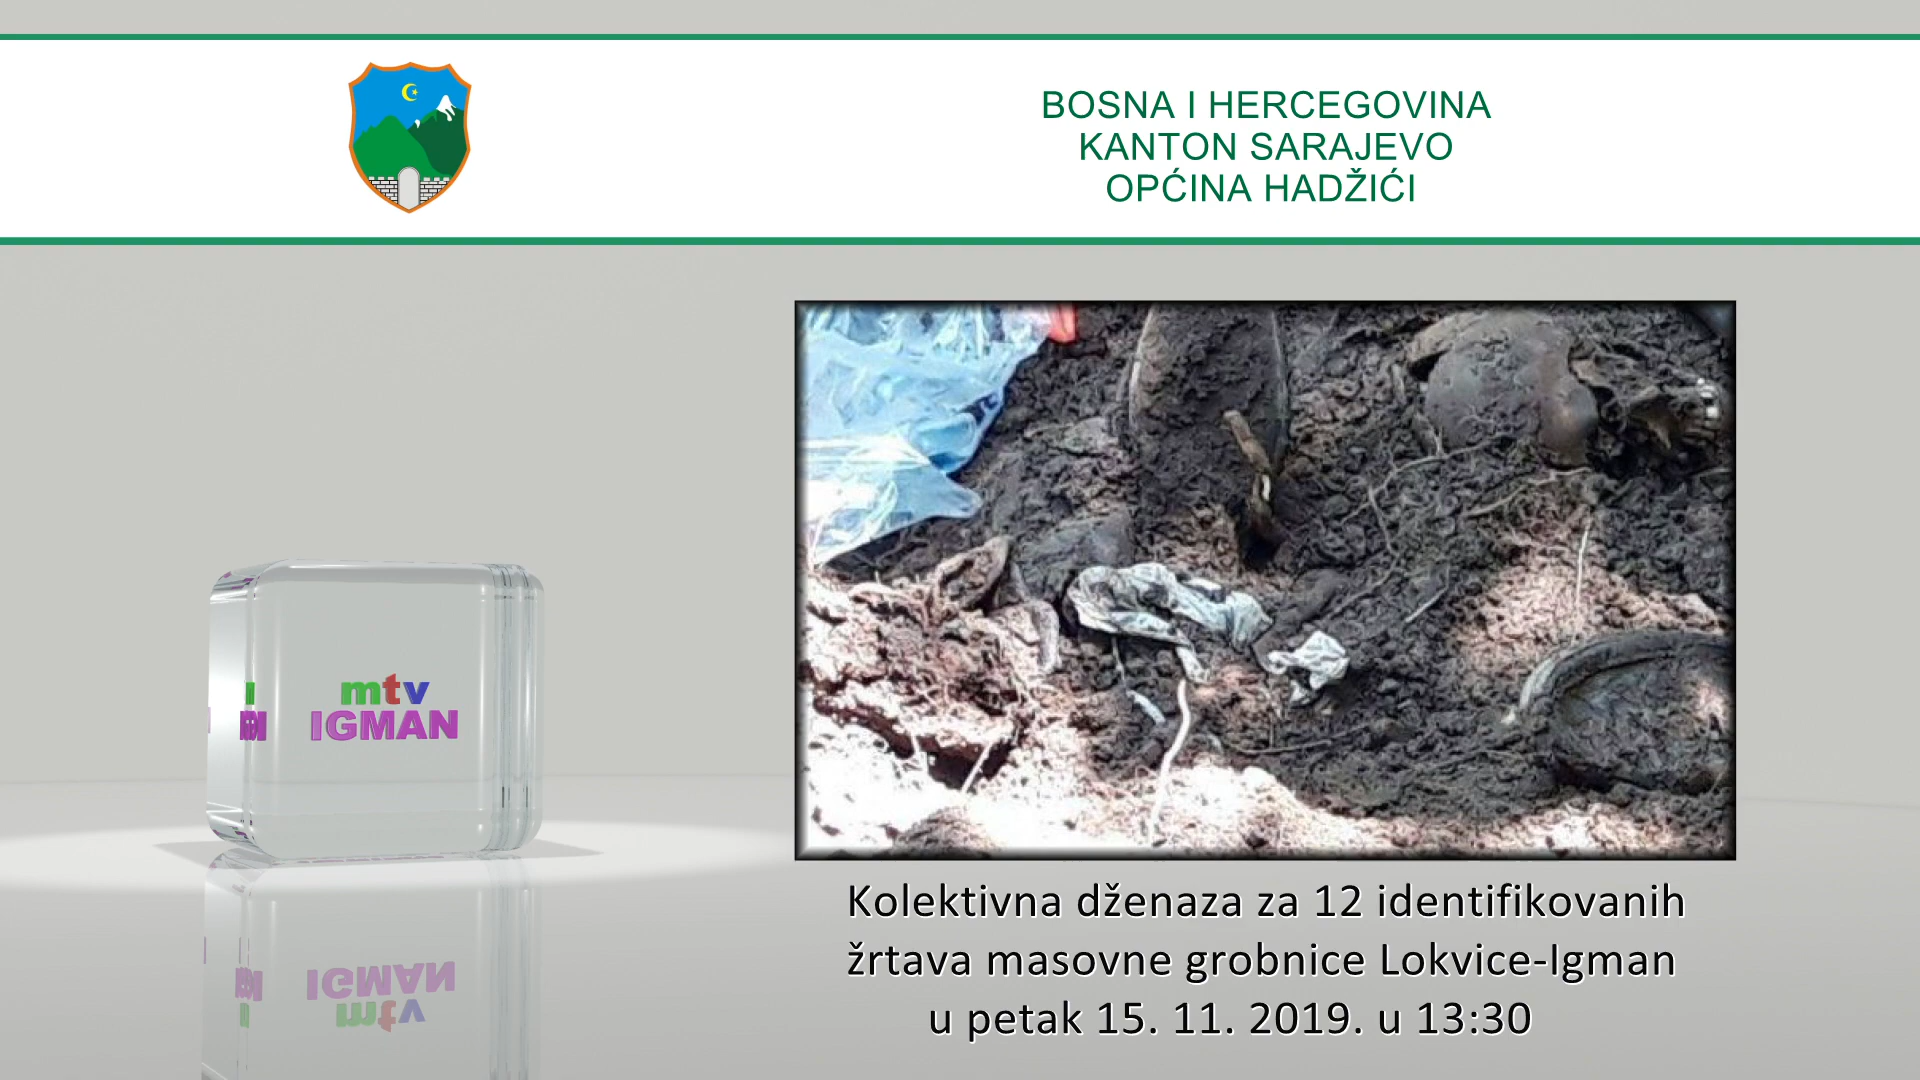 BOSNA I HERCEGOVINA
KANTON SARAJEVO
OPĆINA HADŽIĆI
mtv
IGMAN
Kolektivna dženaza za 12 identifikovanih
žrtava masovne grobnice Lokvice-Igman
u petak 15. 11. 2019. u 13:30